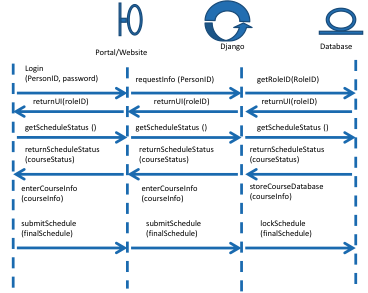 Portal/Website
Django
Database
Login
(PersonID, password)
requestInfo (PersonID)
getRoleID(RoleID)
returnUI(roleID)
returnUI(roleID)
returnUI(roleID)
getScheduleStatus ()
getScheduleStatus ()
getScheduleStatus ()
returnScheduleStatus
(courseStatus)
returnScheduleStatus
(courseStatus)
returnScheduleStatus
(courseStatus)
enterCourseInfo
(courseInfo)
enterCourseInfo
(courseInfo)
storeCourseDatabase
(courseInfo)
submitSchedule
(finalSchedule)
submitSchedule
(finalSchedule)
lockSchedule
(finalSchedule)